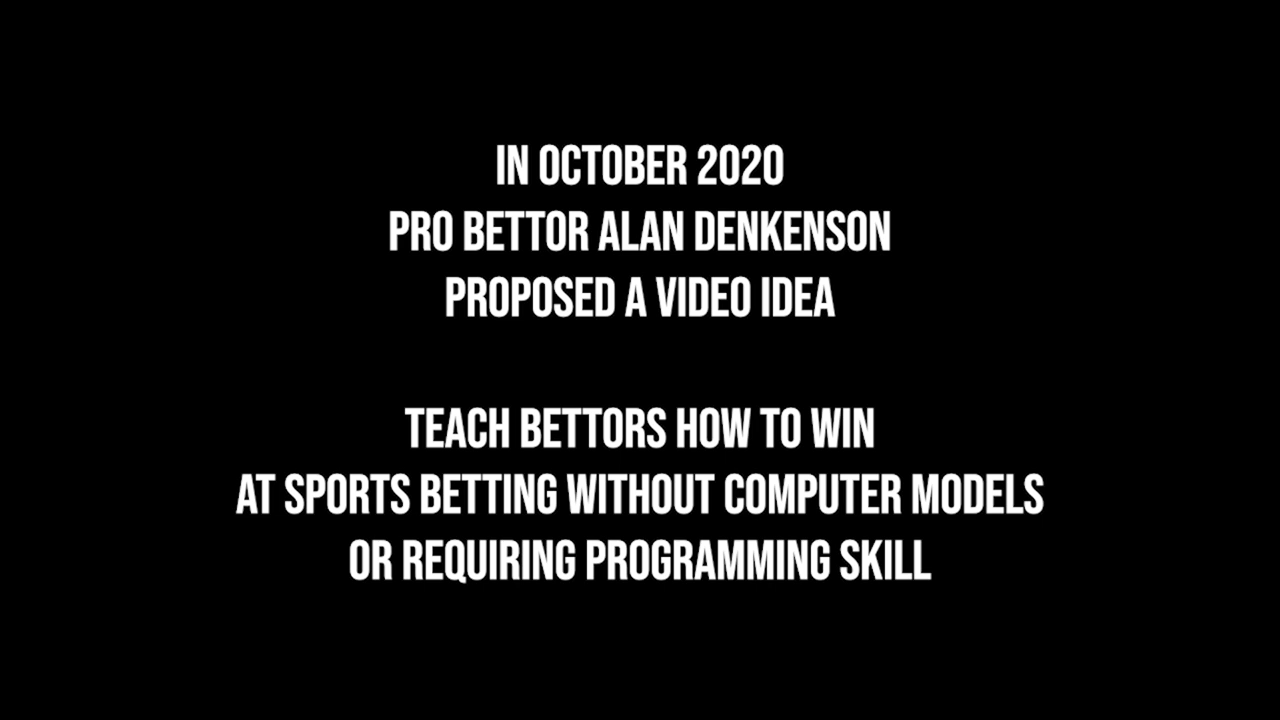 IN OCTOBER 2020
PRO BETTOR ALAN DENKENSON
PROPOSED A VIDEO IDEA
TEACH BETTORS HOW TO WIN
AT SPORTS BETTING WITHOUT COMPUTER MODELS
OR REQUIRING PROGRAMMING SKILL